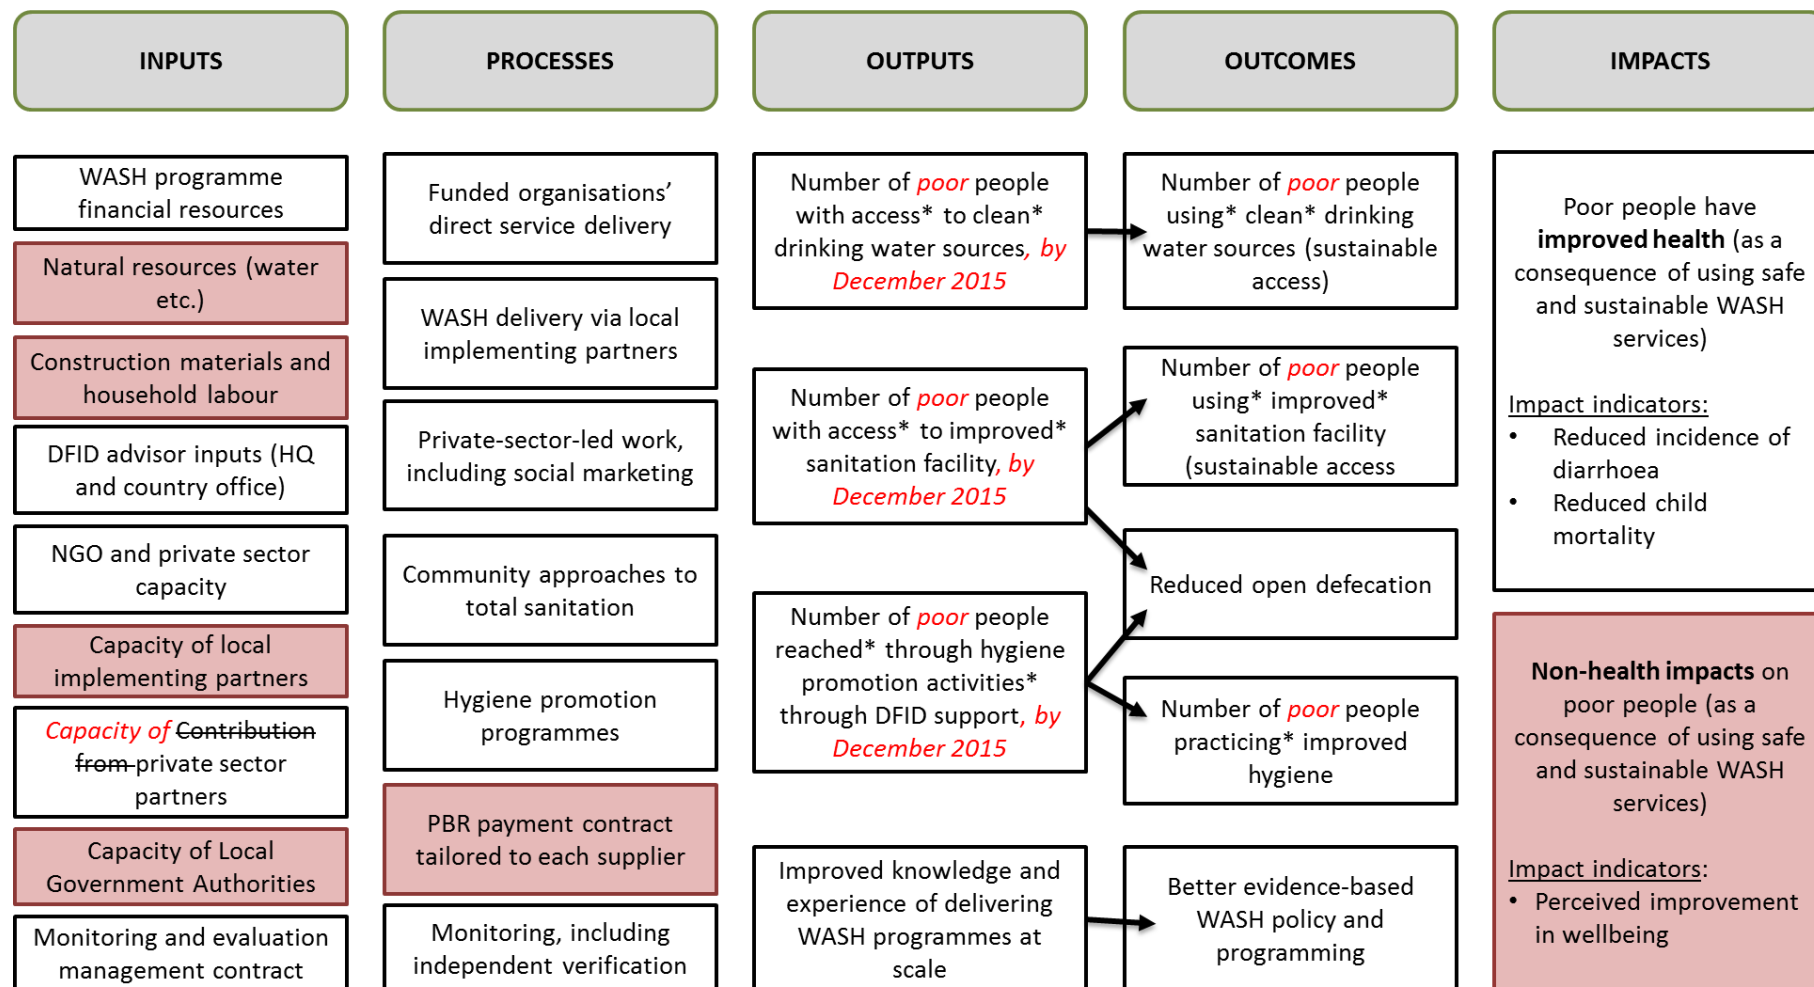 INPUTS
PROCESSES
OUTPUTS
OUTCOMES
IMPACTS
WASH programme
financial resources
Natural resources (water
etc.)
Construction materials and
household labour
DFID advisor inputs (HQ
and country office)
NGO and private sector
capacity
Capacity of local
implementing partners
Capacity of Contribution
from private sector
partners
Capacity of Local
Government Authorities
Monitoring and evaluation
management contract
Funded organisations’
direct service delivery
WASH delivery via local
implementing partners
Private-sector-led work,
including social marketing
Community approaches to
total sanitation
Hygiene promotion
programmes
PBR payment contract
tailored to each supplier
Monitoring, including
independent verification
Number of poor people
with access* to clean*
drinking water sources, by
December 2015
Number of poor people
with access* to improved*
sanitation facility, by
December 2015
Number of poor people
reached* through hygiene
promotion activities*
through DFID support, by
December 2015
Improved knowledge and
experience of delivering
WASH programmes at
scale
Number of poor people
using* clean* drinking
water sources (sustainable
access)
Number of poor people
using* improved*
sanitation facility
(sustainable access
Reduced open defecation
Number of poor people
practicing* improved
hygiene
Better evidence-based
WASH policy and
programming
Poor people have
improved health (as a
consequence of using safe
and sustainable WASH
services)
Impact indicators:
• Reduced incidence of
diarrhoea
• Reduced child
mortality
Non-health impacts on
poor people (as a
consequence of using safe
and sustainable WASH
services)
Impact indicators:
• Perceived improvement
in wellbeing